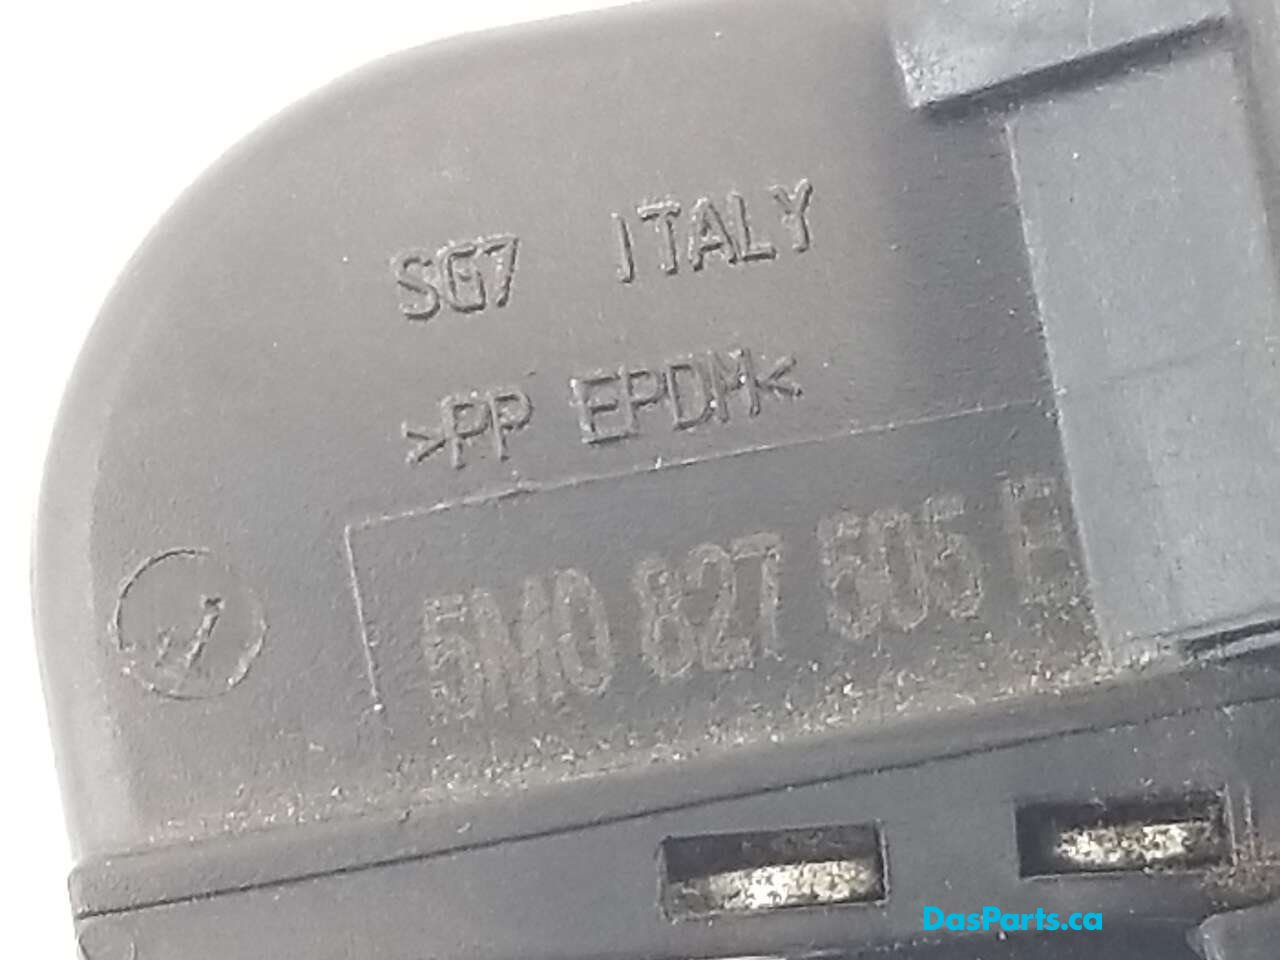 SG7 ITALY
>PP EPDM<
5M0 827 505 E
DasParts.ca